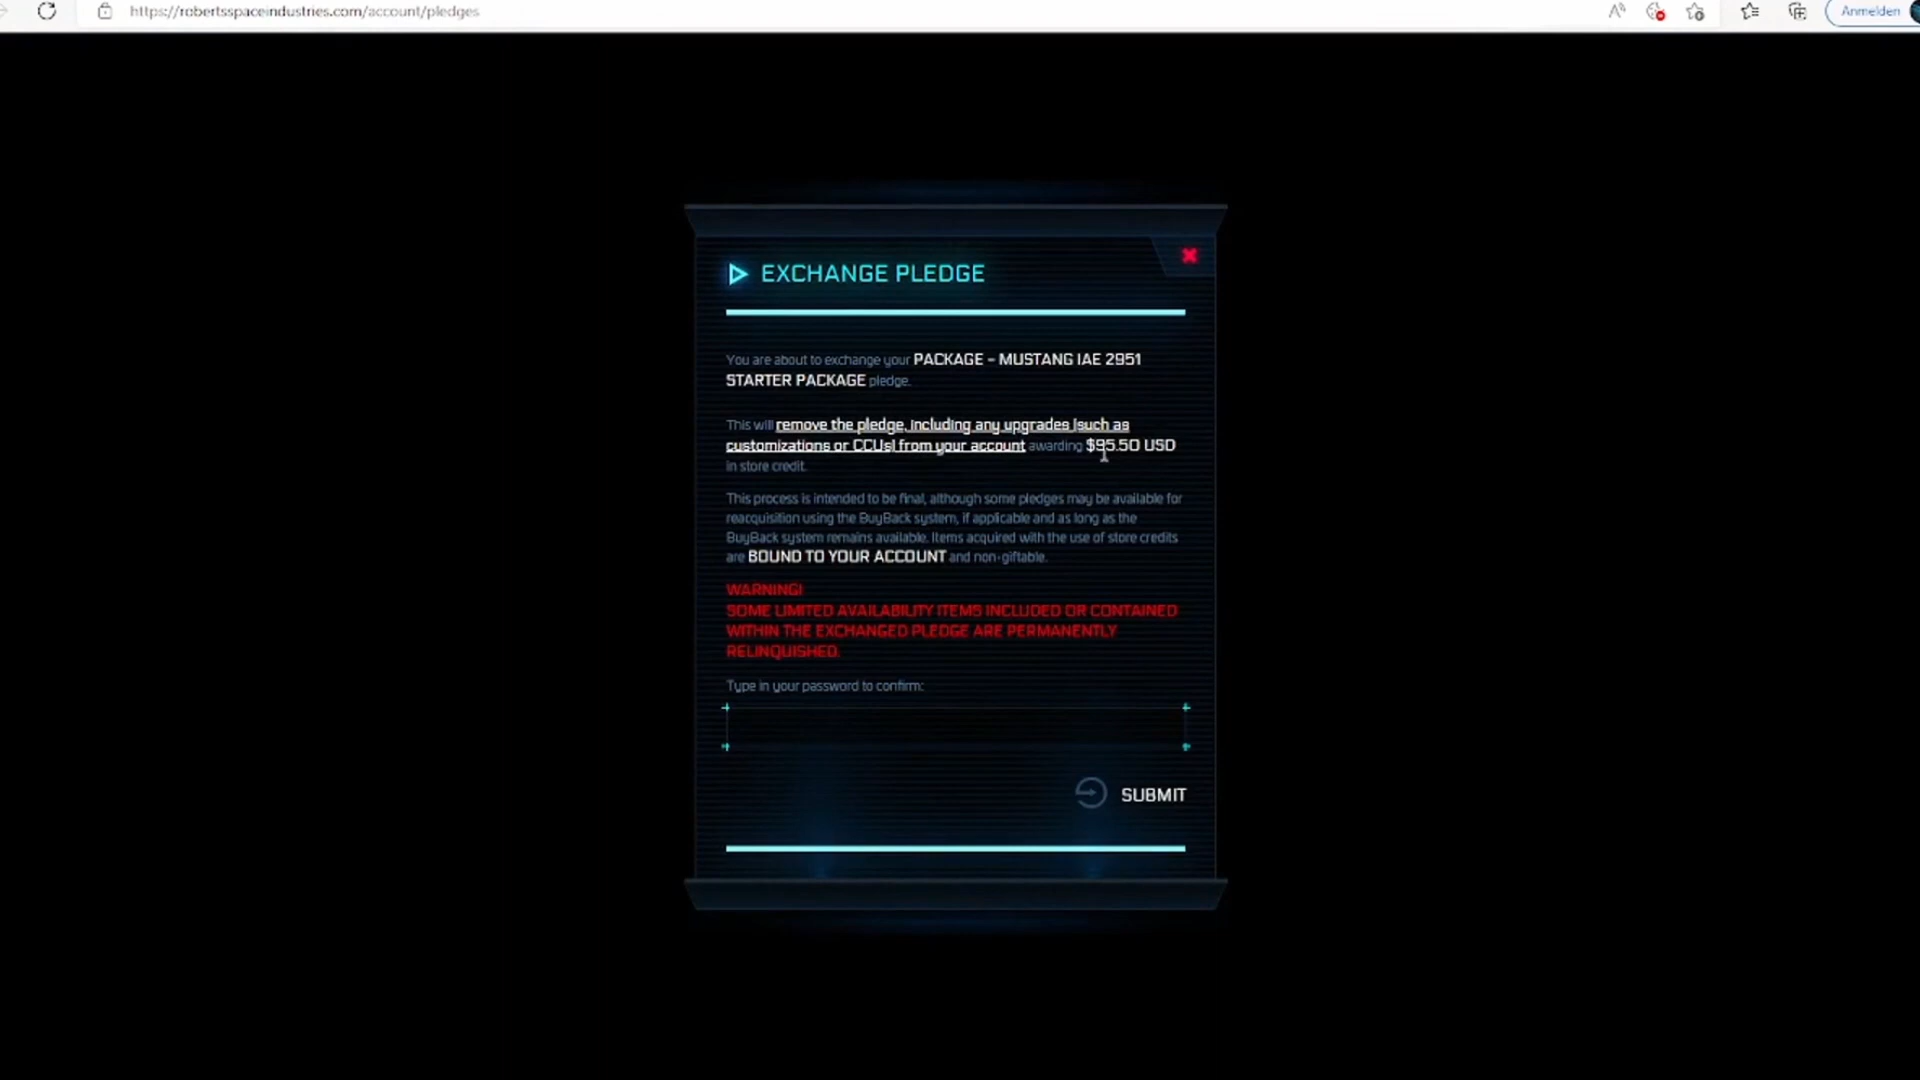 https://robertsspaceindustries.com/account/pledges
Anmelden
EXCHANGE PLEDGE
You are about to exchange your PACKAGE - MUSTANG IAE 2951
STARTER PACKAGE pledge.
This will remove the pledge, including any upgrades (such as
customizations or CCUs) from your account awarding $95.50 USD
in store credit.
This process is intended to be final, although some pledges may be available for
reacquisition using the BuyBack system, if applicable and as long as the
BuyBack system remains available. Items acquired with the use of store credits
are BOUND TO YOUR ACCOUNT and non-giftable.
WARNING!
SOME LIMITED AVAILABILITY ITEMS INCLUDED OR CONTAINED
WITHIN THE EXCHANGED PLEDGE ARE PERMANENTLY
RELINQUISHED.
Type in your password to confirm:
SUBMIT